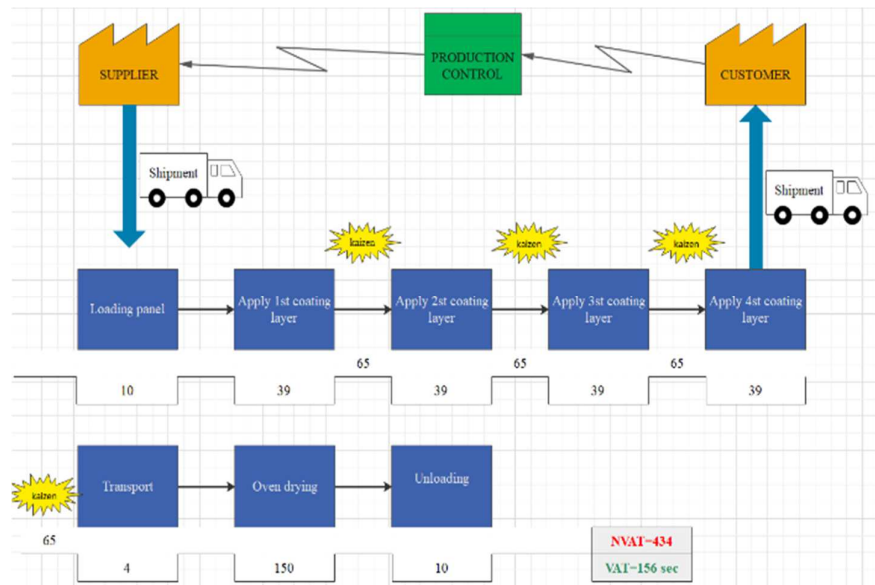 SUPPLIER
PRODUCTION
CONTROL
CUSTOMER
Shipment
Shipment
kaizen
kaizen
kaizen
Loading panel
Apply 1st coating
layer
Apply 2st coating
layer
Apply 3st coating
layer
Apply 4st coating
layer
65
65
65
10
39
39
39
39
kaizen
Transport
Oven drying
Unloading
65
4
150
10
NVAT=434
VAT=156 sec